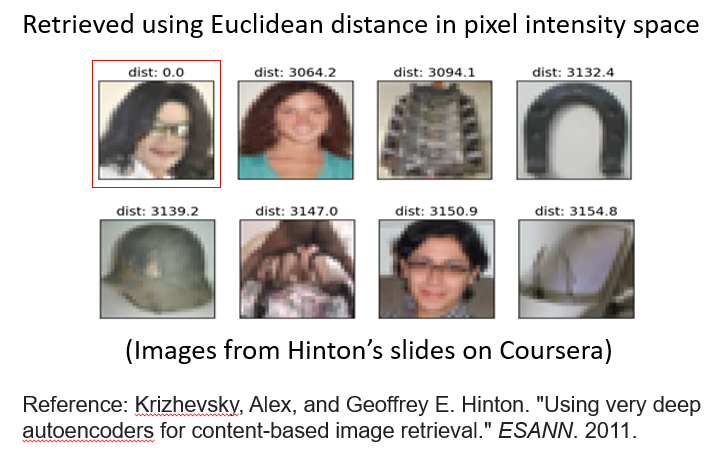 Retrieved using Euclidean distance in pixel intensity space
dist: 0.0 dist: 3064.2 dist: 3094.1 dist: 3132.4
dist: 3139.2 dist: 3147.0 dist: 3150.9 dist: 3154.8
(Images from Hinton’s slides on Coursera)
Reference: Krizhevsky, Alex, and Geoffrey E. Hinton. "Using very deep
autoencoders for content-based image retrieval." ESANN. 2011.